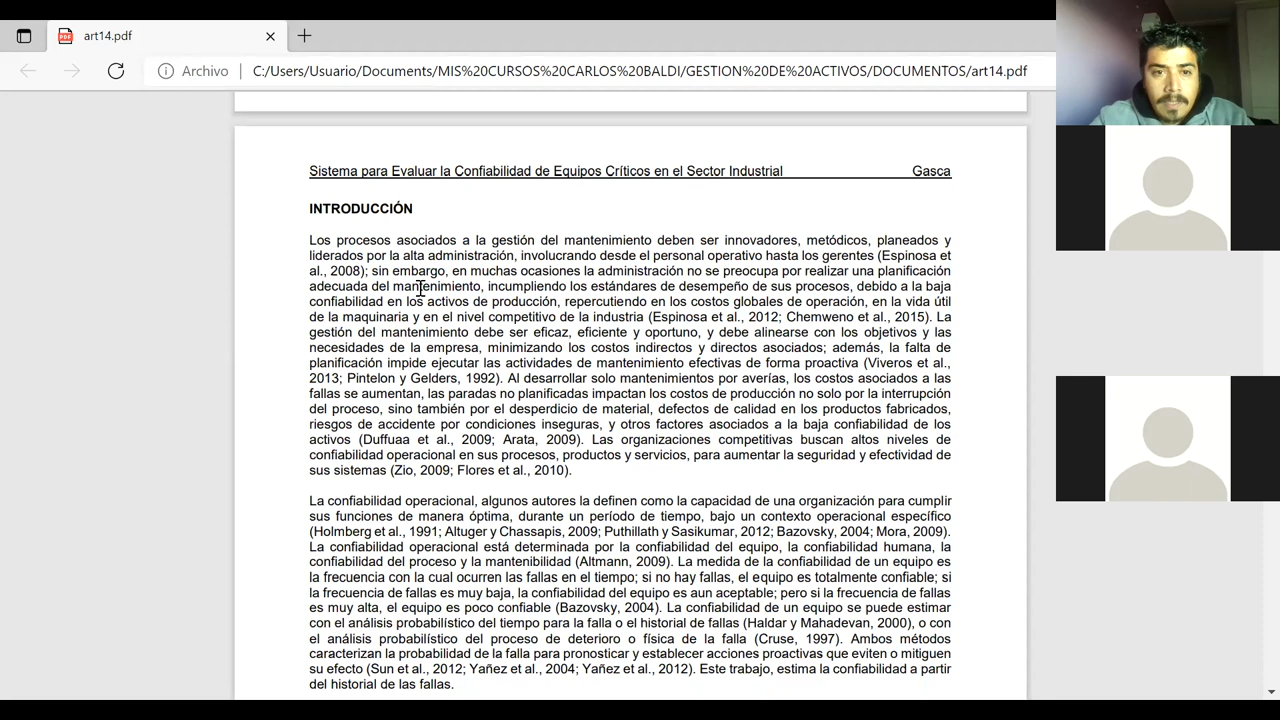 art14.pdf
Archivo
C:/Users/Usuario/Documents/MIS%20CURSOS%20CARLOS%20BALDI/GESTION%20DE%20ACTIVOS/DOCUMENTOS/art14.pdf
Sistema para Evaluar la Confiabilidad de Equipos Críticos en el Sector Industrial Gasca
INTRODUCCIÓN
Los procesos asociados a la gestión del mantenimiento deben ser innovadores, metódicos, planeados y
liderados por la alta administración, involucrando desde el personal operativo hasta los gerentes (Espinosa et
al., 2008); sin embargo, en muchas ocasiones la administración no se preocupa por realizar una planificación
adecuada del mantenimiento, incumpliendo los estándares de desempeño de sus procesos, debido a la baja
confiabilidad en los activos de producción, repercutiendo en los costos globales de operación, en la vida útil
de la maquinaria y en el nivel competitivo de la industria (Espinosa et al., 2012; Chemweno et al., 2015). La
gestión del mantenimiento debe ser eficaz, eficiente y oportuno, y debe alinearse con los objetivos y las
necesidades de la empresa, minimizando los costos indirectos y directos asociados; además, la falta de
planificación impide ejecutar las actividades de mantenimiento efectivas de forma proactiva (Viveros et al.,
2013; Pintelon y Gelders, 1992). Al desarrollar solo mantenimientos por averías, los costos asociados a las
fallas se aumentan, las paradas no planificadas impactan los costos de producción no solo por la interrupción
del proceso, sino también por el desperdicio de material, defectos de calidad en los productos fabricados,
riesgos de accidente por condiciones inseguras, y otros factores asociados a la baja confiabilidad de los
activos (Duffuaa et al., 2009; Arata, 2009). Las organizaciones competitivas buscan altos niveles de
confiabilidad operacional en sus procesos, productos y servicios, para aumentar la seguridad y efectividad de
sus sistemas (Zio, 2009; Flores et al., 2010).
La confiabilidad operacional, algunos autores la definen como la capacidad de una organización para cumplir
sus funciones de manera óptima, durante un período de tiempo, bajo un contexto operacional específico
(Holmberg et al., 1991; Altuger y Chassapis, 2009; Puthillath y Sasikumar, 2012; Bazovsky, 2004; Mora, 2009).
La confiabilidad operacional está determinada por la confiabilidad del equipo, la confiabilidad humana, la
confiabilidad del proceso y la mantenibilidad (Altmann, 2009). La medida de la confiabilidad de un equipo es
la frecuencia con la cual ocurren las fallas en el tiempo; si no hay fallas, el equipo es totalmente confiable; si
la frecuencia de fallas es muy baja, la confiabilidad del equipo es aun aceptable; pero si la frecuencia de fallas
es muy alta, el equipo es poco confiable (Bazovsky, 2004). La confiabilidad de un equipo se puede estimar
con el análisis probabilístico del tiempo para la falla o el historial de fallas (Haldar y Mahadevan, 2000), o con
el análisis probabilístico del proceso de deterioro o física de la falla (Cruse, 1997). Ambos métodos
caracterizan la probabilidad de la falla para pronosticar y establecer acciones proactivas que eviten o mitiguen
su efecto (Sun et al., 2012; Yañez et al., 2004; Yañez et al., 2012). Este trabajo, estima la confiabilidad a partir
del historial de las fallas.